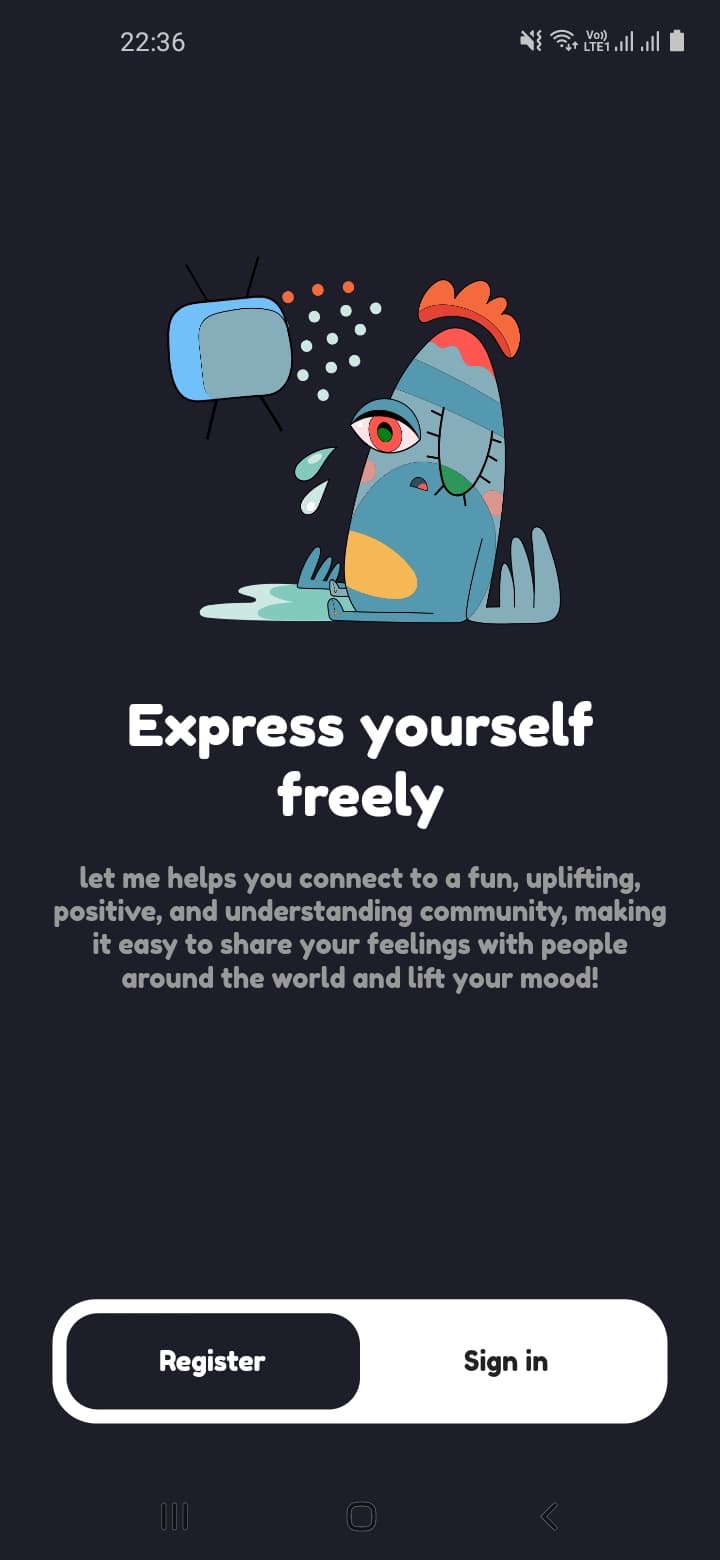 22:36 Vo)) LTE1
Express yourself
freely
let me helps you connect to a fun, uplifting,
positive, and understanding community, making
it easy to share your feelings with people
around the world and lift your mood!
Register Sign in